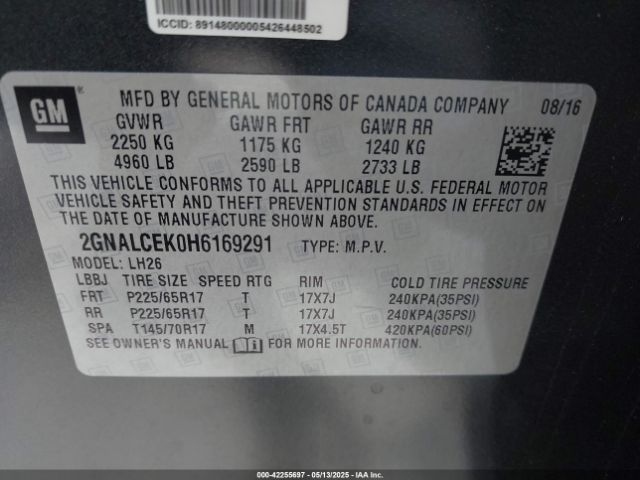 ICCID: 89148000005426448502
GM
MFD BY GENERAL MOTORS OF CANADA COMPANY 08/16
GVWR GAWR FRT GAWR RR
2250 KG 1175 KG 1240 KG
4960 LB 2590 LB 2733 LB
THIS VEHICLE CONFORMS TO ALL APPLICABLE U.S. FEDERAL MOTOR
VEHICLE SAFETY AND THEFT PREVENTION STANDARDS IN EFFECT ON
THE DATE OF MANUFACTURE SHOWN ABOVE.
2GNALCEK0H6169291 TYPE: M.P.V.
MODEL: LH26
LBBJ TIRE SIZE SPEED RTG RIM COLD TIRE PRESSURE
FRT P225/65R17 T 17X7J 240KPA(35PSI)
RR P225/65R17 T 17X7J 240KPA(35PSI)
SPA T145/70R17 M 17X4.5T 420KPA(60PSI)
SEE OWNER'S MANUAL FOR MORE INFORMATION.
000-42255697 - 05/13/2025 - IAAI.COM